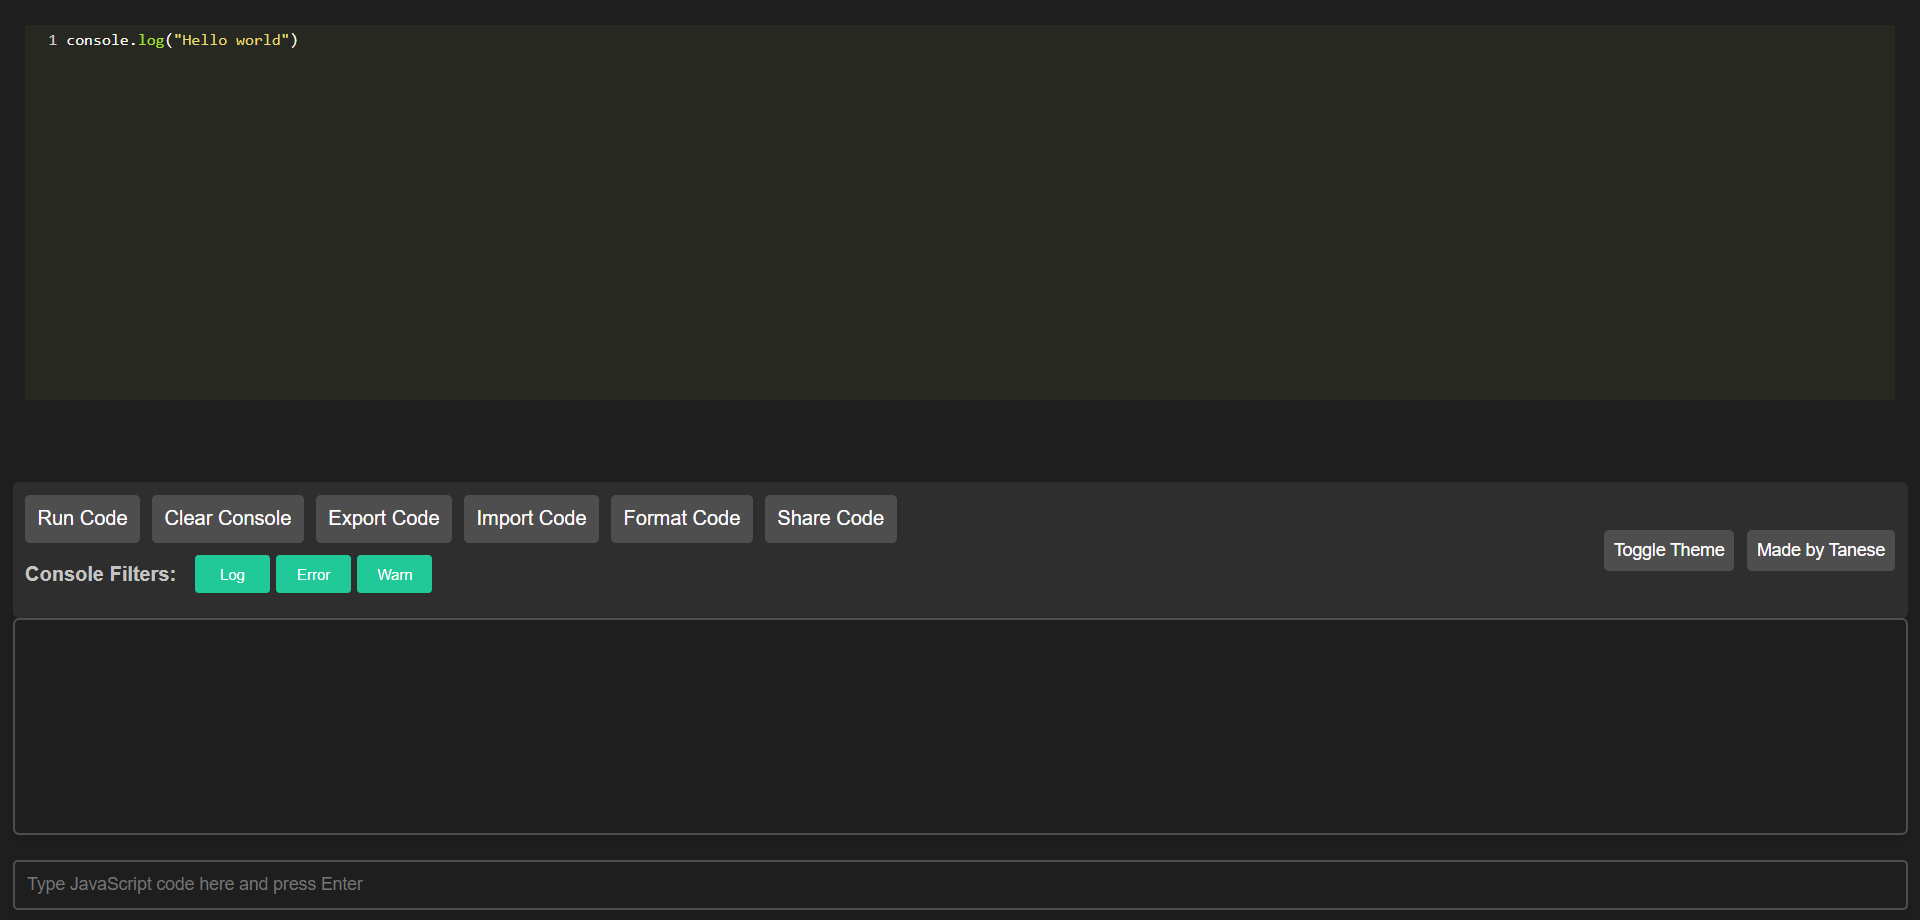 1 console.log("Hello world")
Run Code Clear Console Export Code Import Code Format Code Share Code
Toggle Theme Made by Tanese
Console Filters: Log Error Warn
Type JavaScript code here and press Enter